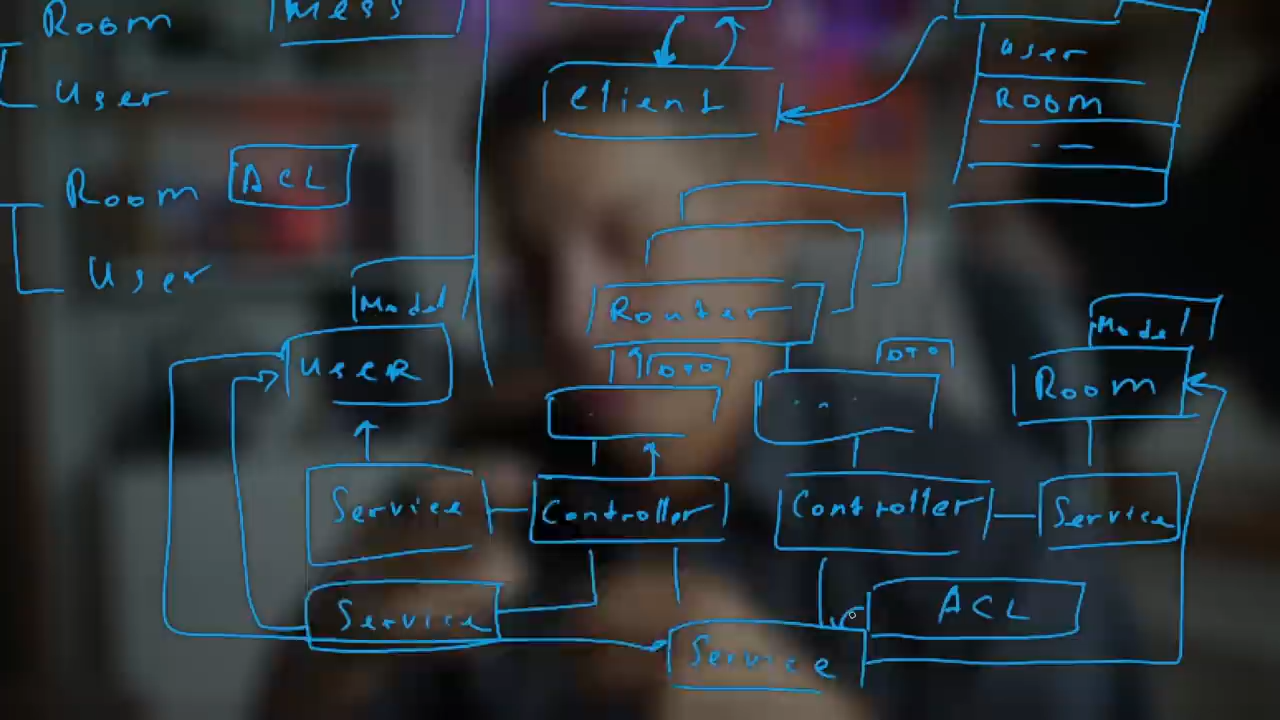 Room
Mess
User
Room
ACL
User
Client
User
Room
Router
Model
USER
DTO
DTO
Model
Room
Service
Controller
Controller
Service
Service
Service
ACL